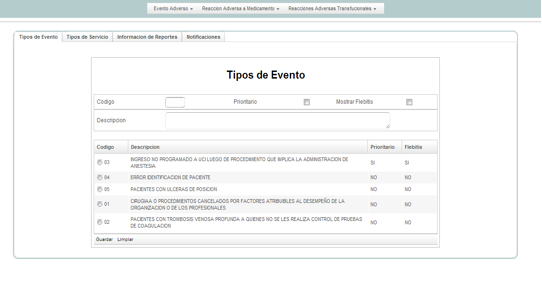 Evento Adverso Reacción Adversa a Medicamento Reacciones Adversas Transfucionales
Tipos de Evento Tipos de Servicio Informacion de Reportes Notificaciones
Tipos de Evento
Codigo Prioritario Mostrar Flebitis
Descripcion
Codigo Descripcion Prioritario Flebitis
03 INGRESO NO PROGRAMADO A UCI LUEGO DE PROCEDIMIENTO QUE IMPLICA LA ADMINISTRACION DE
ANESTESIA. SI SI
04 ERROR IDENTIFICACION DE PACIENTE NO NO
05 PACIENTES CON ULCERAS DE POSICION NO NO
01 CIRUGIAA O PROCEDIMIENTOS CANCELADOS POR FACTORES ATRIBUIBLES AL DESEMPEÑO DE LA
ORGANIZACION O DE LOS PROFESIONALES. NO NO
02 PACIENTES CON TROMBOSIS VENOSA PROFUNDA A QUIENES NO SE LES REALIZA CONTROL DE PRUEBAS
DE COAGULACION NO NO
Guardar Limpiar